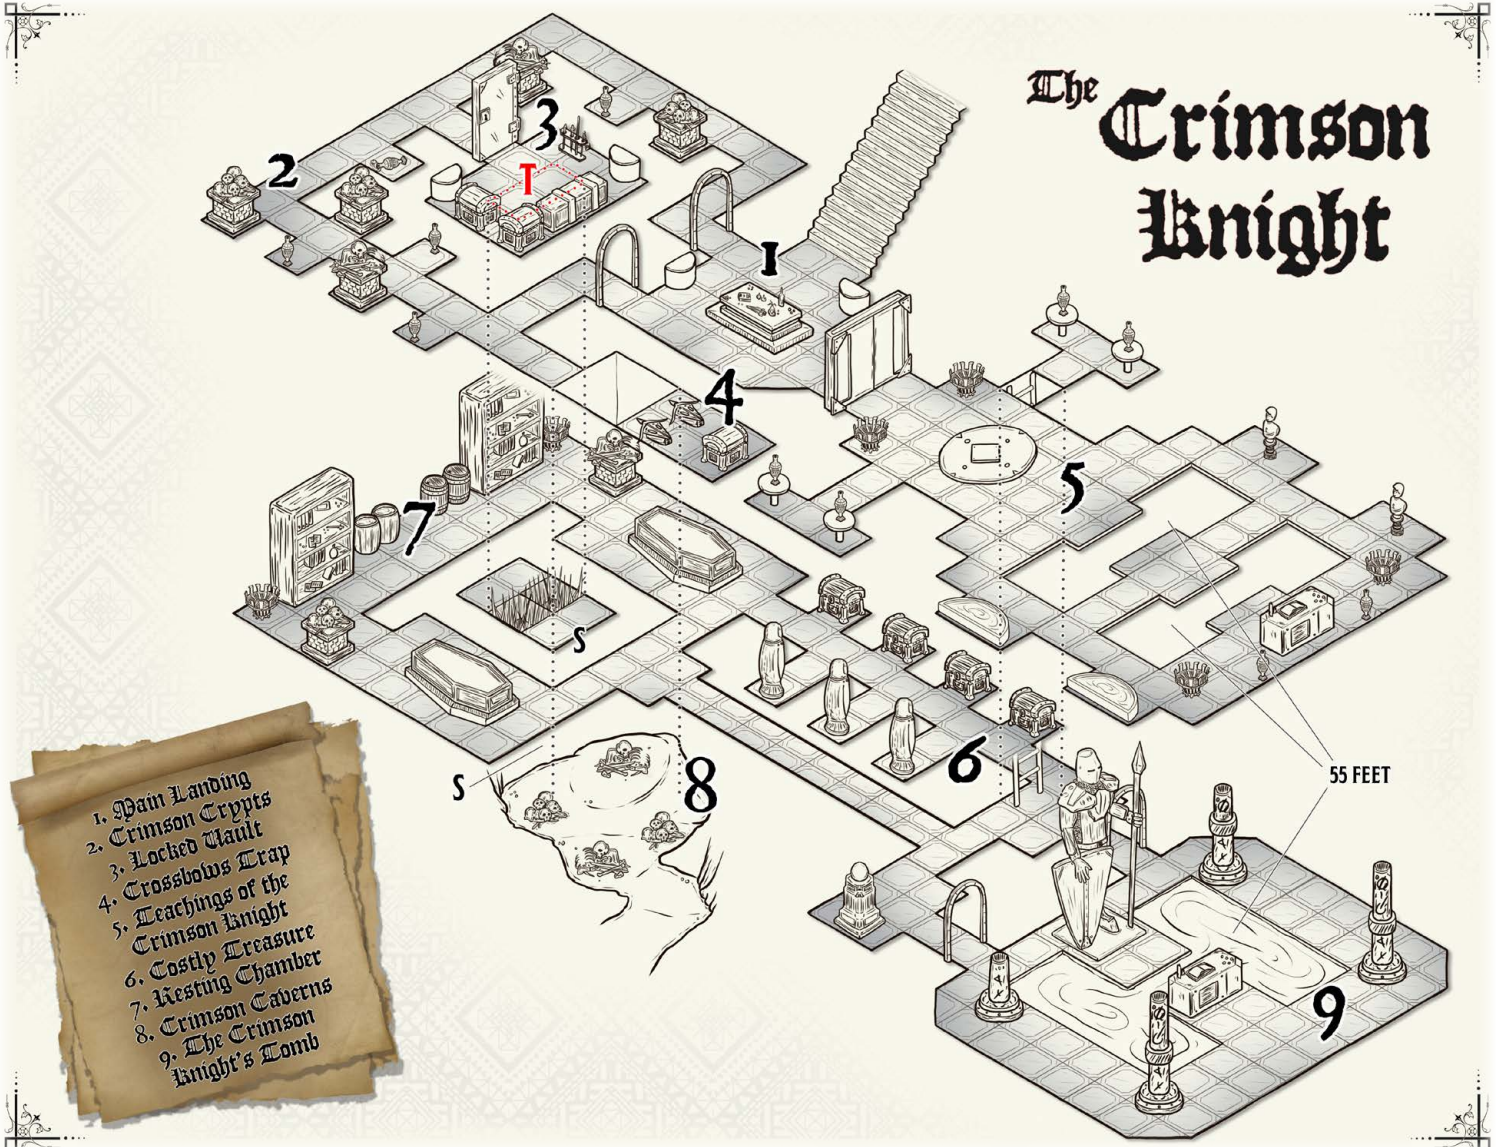 The
Crimson
Knight
3
2
T
1
4
5
7
S
6
S
8
55 FEET
9
1. Main Landing
2. Crimson Crypts
3. Locked Vault
4. Crossbows Trap
5. Teachings of the
Crimson Knight
6. Costly Treasure
7. Resting Chamber
8. Crimson Caverns
9. The Crimson
Knight's Tomb